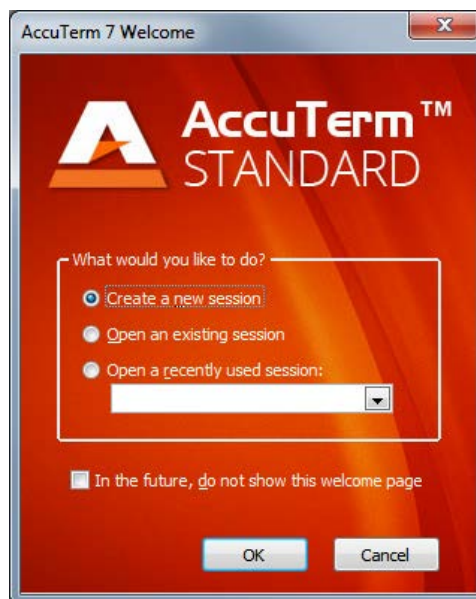 AccuTerm 7 Welcome
AccuTerm™
STANDARD
What would you like to do?
Create a new session
Open an existing session
Open a recently used session:
In the future, do not show this welcome page
OK
Cancel